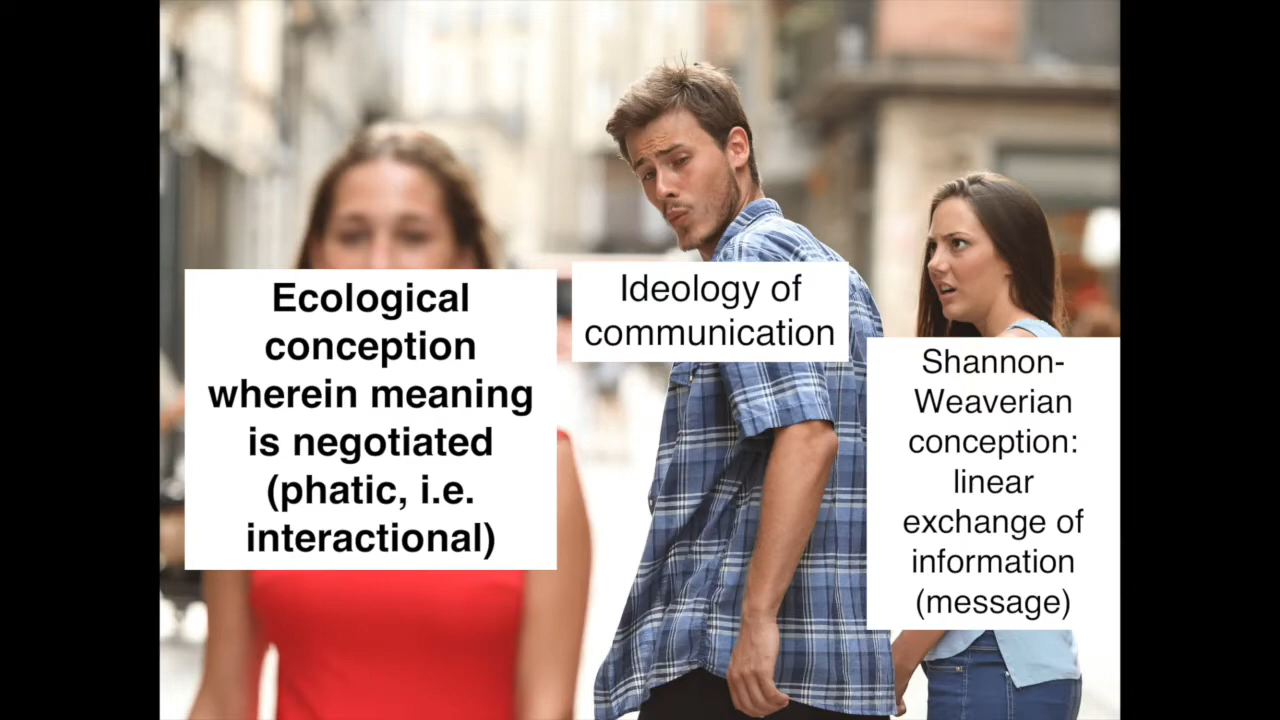 Ecological
conception
wherein meaning
is negotiated
(phatic, i.e.
interactional)
Ideology of
communication
Shannon-
Weaverian
conception:
linear
exchange of
information
(message)